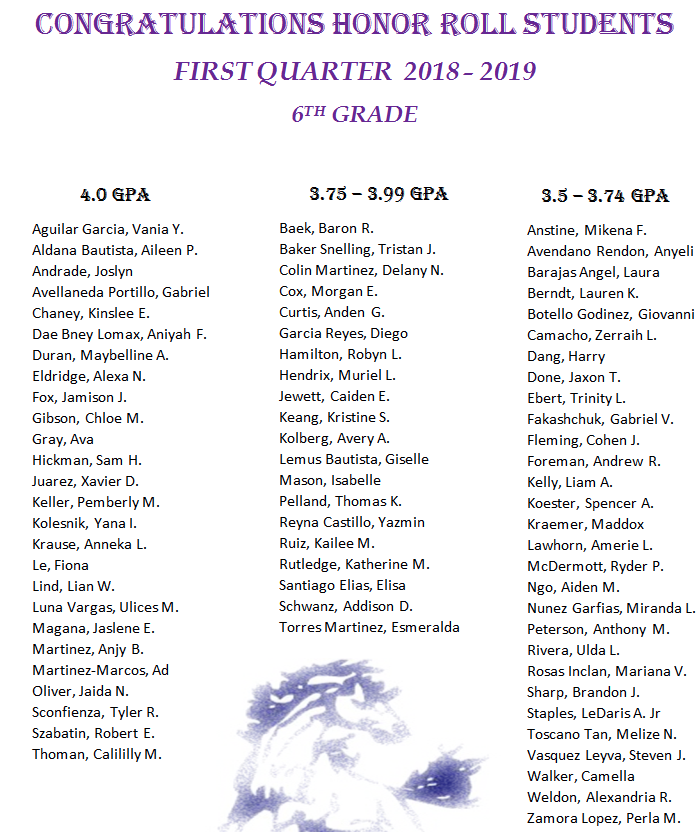 CONGRATULATIONS HONOR ROLL STUDENTS
FIRST QUARTER 2018 - 2019
6TH GRADE
4.0 GPA
Aguilar Garcia, Vania Y.
Aldana Bautista, Aileen P.
Andrade, Joslyn
Avellaneda Portillo, Gabriel
Chaney, Kinslee E.
Dae Bney Lomax, Aniyah F.
Duran, Maybelline A.
Eldridge, Alexa N.
Fox, Jamison J.
Gibson, Chloe M.
Gray, Ava
Hickman, Sam H.
Juarez, Xavier D.
Keller, Pemberly M.
Kolesnik, Yana I.
Krause, Anneka L.
Le, Fiona
Lind, Lian W.
Luna Vargas, Ulices M.
Magana, Jaslene E.
Martinez, Anjy B.
Martinez-Marcos, Ad
Oliver, Jaida N.
Sconfienza, Tyler R.
Szabatin, Robert E.
Thoman, Calililly M.
3.75 – 3.99 GPA
Baek, Baron R.
Baker Snelling, Tristan J.
Colin Martinez, Delany N.
Cox, Morgan E.
Curtis, Anden G.
Garcia Reyes, Diego
Hamilton, Robyn L.
Hendrix, Muriel L.
Jewett, Caiden E.
Keang, Kristine S.
Kolberg, Avery A.
Lemus Bautista, Giselle
Mason, Isabelle
Pelland, Thomas K.
Reyna Castillo, Yazmin
Ruiz, Kailee M.
Rutledge, Katherine M.
Santiago Elias, Elisa
Schwanz, Addison D.
Torres Martinez, Esmeralda
3.5 – 3.74 GPA
Anstine, Mikena F.
Avendano Rendon, Anyeli
Barajas Angel, Laura
Berndt, Lauren K.
Botello Godinez, Giovanni
Camacho, Zerraih L.
Dang, Harry
Done, Jaxon T.
Ebert, Trinity L.
Fakashchuk, Gabriel V.
Fleming, Cohen J.
Foreman, Andrew R.
Kelly, Liam A.
Koester, Spencer A.
Kraemer, Maddox
Lawhorn, Amerie L.
McDermott, Ryder P.
Ngo, Aiden M.
Nunez Garfias, Miranda L.
Peterson, Anthony M.
Rivera, Ulda L.
Rosas Inclan, Mariana V.
Sharp, Brandon J.
Staples, LeDaris A. Jr
Toscano Tan, Melize N.
Vasquez Leyva, Steven J.
Walker, Camella
Weldon, Alexandria R.
Zamora Lopez, Perla M.